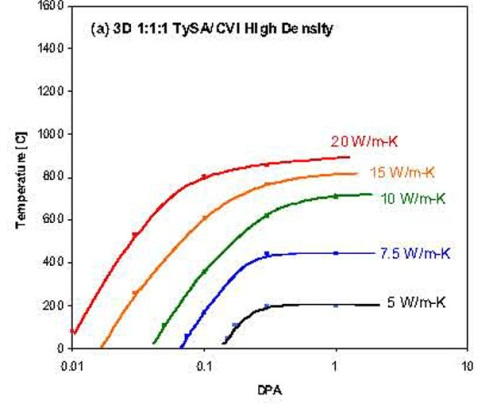 1600
(a) 3D 1:1:1 TySA/CVI High Density
1400
1200
1000
20 W/m-K
15 W/m-K
800
10 W/m-K
600
Temperature [C]
7.5 W/m-K
400
5 W/m-K
200
0
0.01
0.1
1
10
DPA